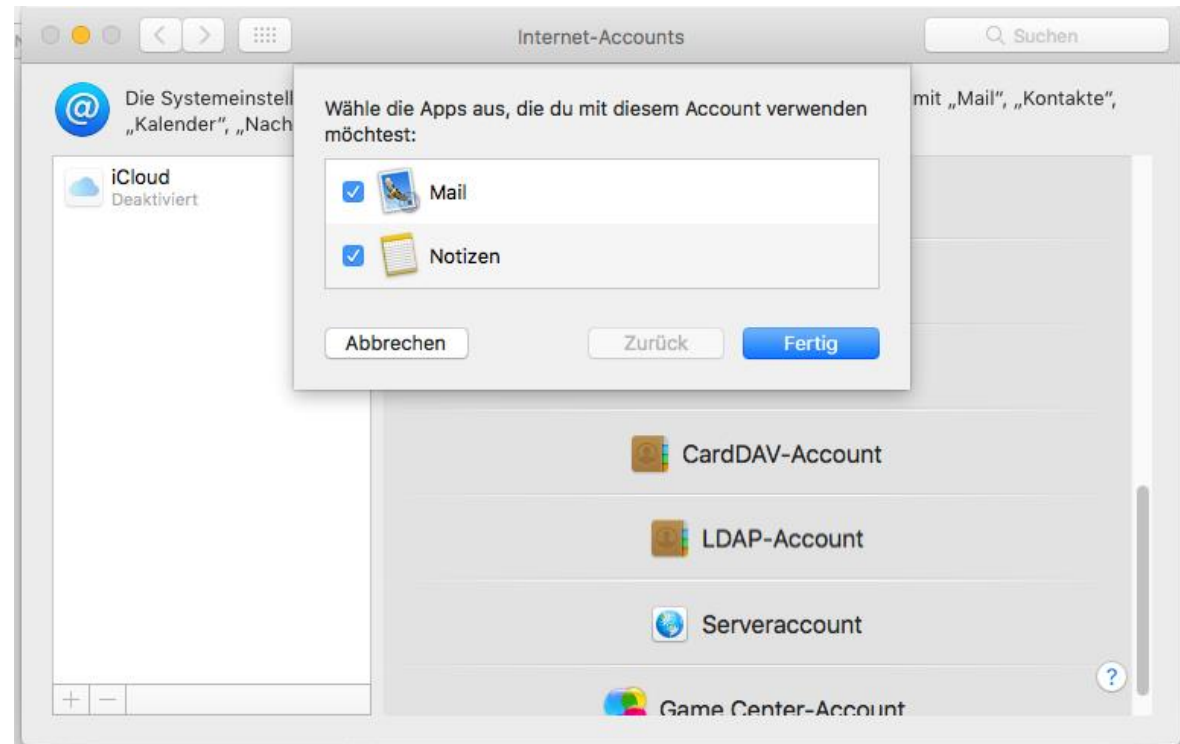 Internet-Accounts
Suchen
Die Systemeinstell
„Kalender“, „Nach
mit „Mail“, „Kontakte“,
Wähle die Apps aus, die du mit diesem Account verwenden
möchtest:
iCloud
Deaktiviert
Mail
Notizen
Abbrechen
Zurück
Fertig
CardDAV-Account
LDAP-Account
Serveraccount
?
Game Center-Account